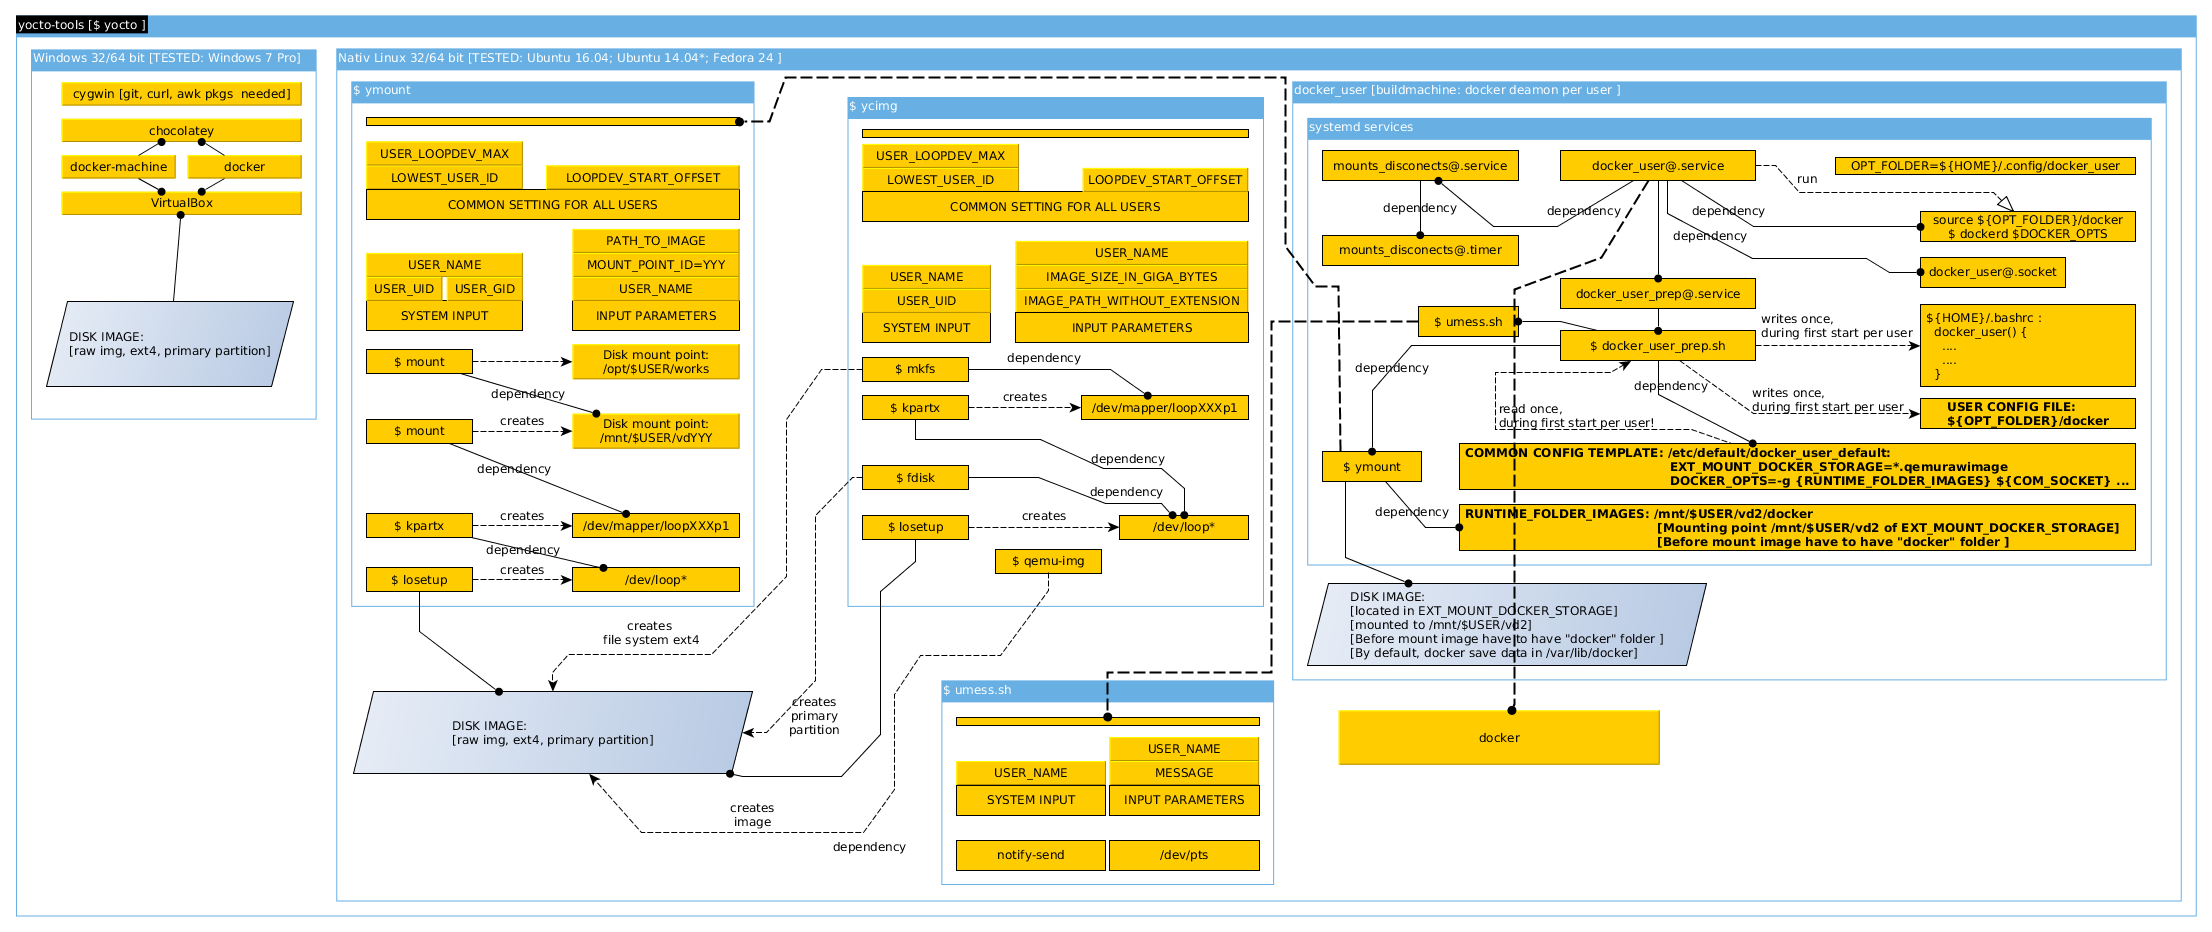 yocto-tools [$ yocto ]
Windows 32/64 bit [TESTED: Windows 7 Pro]
cygwin [git, curl, awk pkgs  needed]
chocolatey
docker-machine
docker
VirtualBox
DISK IMAGE:
[raw img, ext4, primary partition]
Nativ Linux 32/64 bit [TESTED: Ubuntu 16.04; Ubuntu 14.04*; Fedora 24 ]
$ ymount
USER_LOOPDEV_MAX
LOWEST_USER_ID
LOOPDEV_START_OFFSET
COMMON SETTING FOR ALL USERS
USER_NAME
USER_UID
USER_GID
SYSTEM INPUT
PATH_TO_IMAGE
MOUNT_POINT_ID=YYY
USER_NAME
INPUT PARAMETERS
$ mount
Disk mount point:
/opt/$USER/works
dependency
$ mount
creates
Disk mount point:
/mnt/$USER/vdYYY
dependency
$ kpartx
creates
/dev/mapper/loopXXXp1
dependency
$ losetup
creates
/dev/loop*
creates
file system ext4
DISK IMAGE:
[raw img, ext4, primary partition]
creates
primary
partition
creates
image
dependency
$ ycimg
USER_LOOPDEV_MAX
LOWEST_USER_ID
LOOPDEV_START_OFFSET
COMMON SETTING FOR ALL USERS
USER_NAME
USER_UID
SYSTEM INPUT
USER_NAME
IMAGE_SIZE_IN_GIGA_BYTES
IMAGE_PATH_WITHOUT_EXTENSION
INPUT PARAMETERS
dependency
$ mkfs
$ kpartx
creates
/dev/mapper/loopXXXp1
dependency
$ fdisk
dependency
$ losetup
creates
/dev/loop*
$ qemu-img
$ umess.sh
USER_NAME
SYSTEM INPUT
USER_NAME
MESSAGE
INPUT PARAMETERS
notify-send
/dev/pts
docker_user [buildmachine: docker deamon per user ]
systemd services
mounts_disconects@.service
docker_user@.service
OPT_FOLDER=${HOME}/.config/docker_user
run
dependency
dependency
dependency
source ${OPT_FOLDER}/docker
$ dockerd $DOCKER_OPTS
dependency
mounts_disconects@.timer
docker_user@.socket
docker_user_prep@.service
$ umess.sh
$ docker_user_prep.sh
writes once,
during first start per user
${HOME}/.bashrc :
docker_user() {
....
....
}
dependency
dependency
writes once,
during first start per user
USER CONFIG FILE:
${OPT_FOLDER}/docker
read once,
during first start per user!
$ ymount
COMMON CONFIG TEMPLATE: /etc/default/docker_user_default:
EXT_MOUNT_DOCKER_STORAGE=*.qemurawimage
DOCKER_OPTS=-g {RUNTIME_FOLDER_IMAGES} ${COM_SOCKET} ...
dependency
RUNTIME_FOLDER_IMAGES: /mnt/$USER/vd2/docker
[Mounting point /mnt/$USER/vd2 of EXT_MOUNT_DOCKER_STORAGE]
[Before mount image have to have "docker" folder ]
DISK IMAGE:
[located in EXT_MOUNT_DOCKER_STORAGE]
[mounted to /mnt/$USER/vd2]
[Before mount image have to have "docker" folder ]
[By default, docker save data in /var/lib/docker]
docker